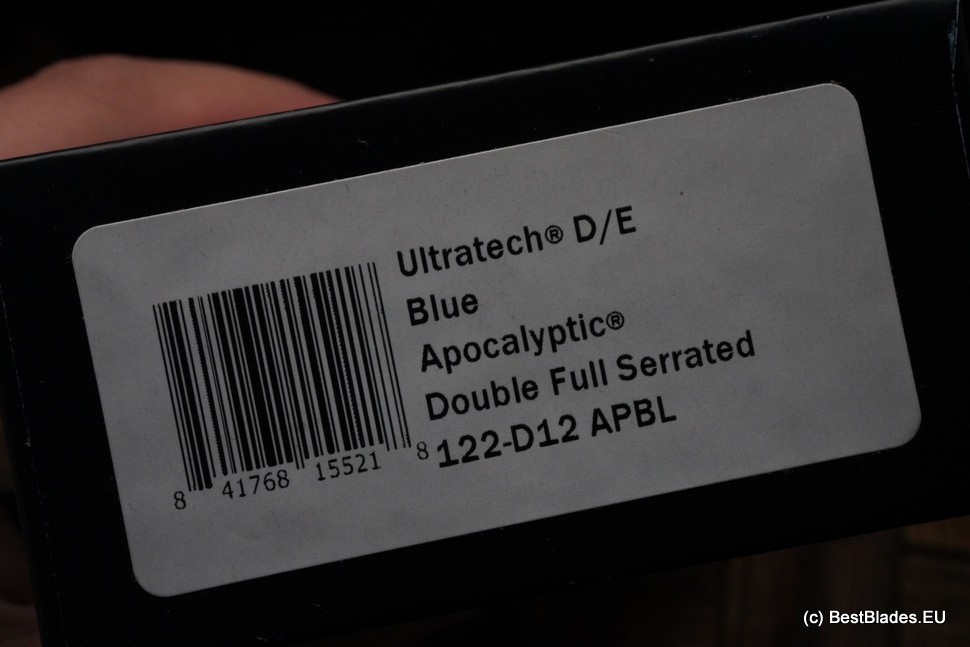 Ultratech® D/E
Blue
Apocalyptic®
Double Full Serrated
122-D12 APBL
8 41768 15521 8
(c) BestBlades.EU